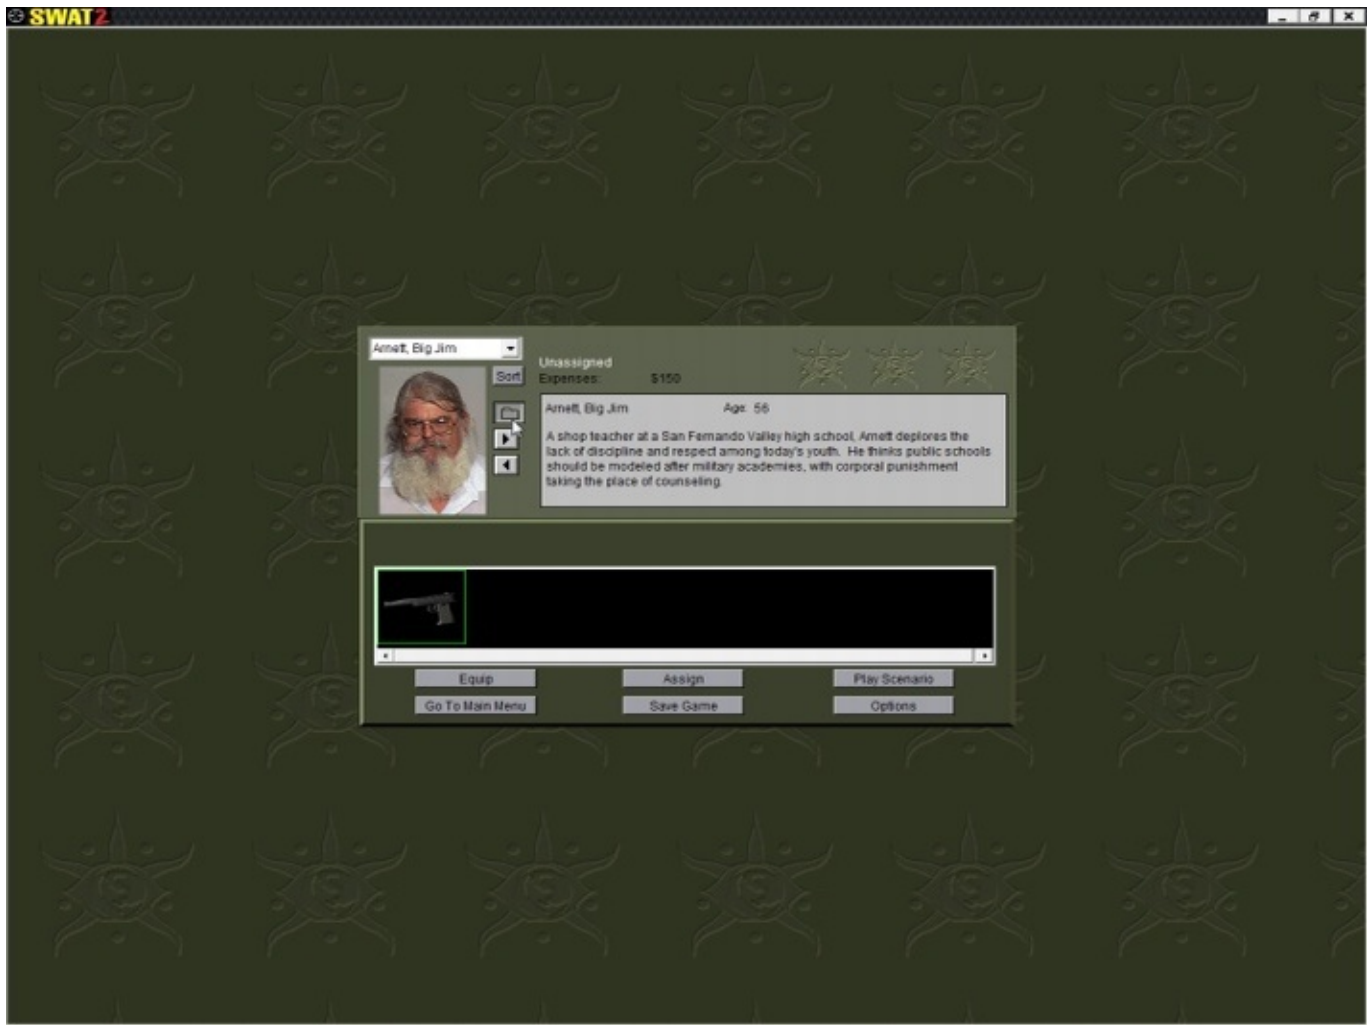 SWAT2
Arnett, Big Jim
Sort
Unassigned
Expenses: $150
Arnett, Big Jim Age: 56
A shop teacher at a San Fernando Valley high school, Arnett deplores the
lack of discipline and respect among today's youth. He thinks public schools
should be modeled after military academies, with corporal punishment
taking the place of counseling.
Equip Assign Play Scenario
Go To Main Menu Save Game Options